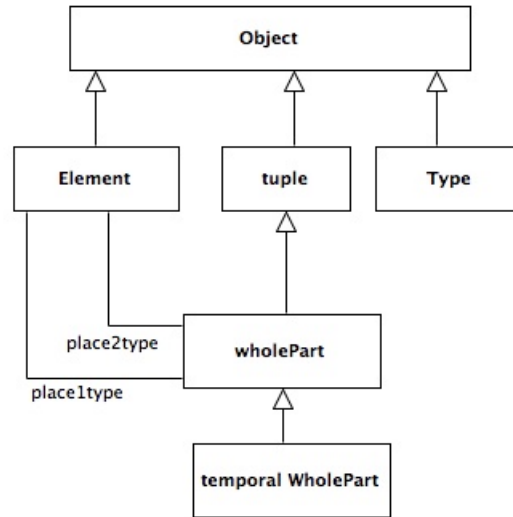 Object
Element
tuple
Type
place2type
wholePart
place1type
temporal WholePart